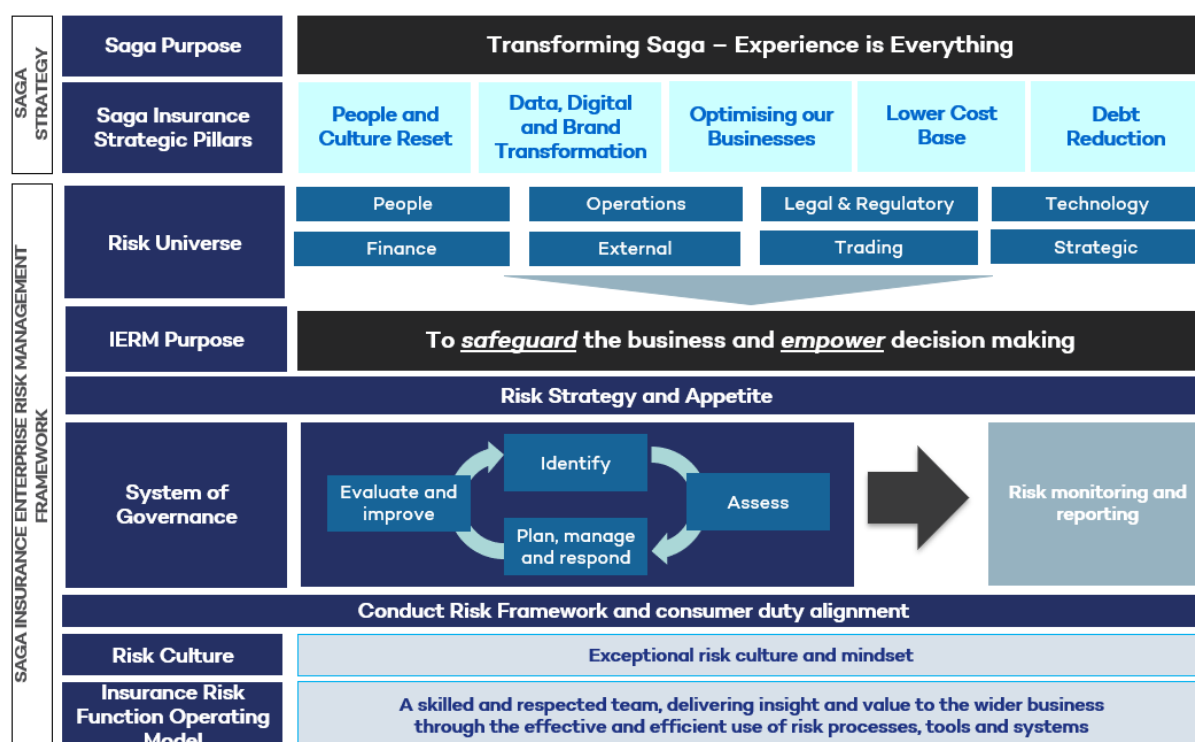 SAGA
STRATEGY
Saga Purpose
Transforming Saga – Experience is Everything
Saga Insurance
Strategic Pillars
People and
Culture Reset
Data, Digital
and Brand
Transformation
Optimising our
Businesses
Lower Cost
Base
Debt
Reduction
SAGA INSURANCE ENTERPRISE RISK MANAGEMENT
FRAMEWORK
Risk Universe
People
Operations
Legal & Regulatory
Technology
Finance
External
Trading
Strategic
IERM Purpose
To safeguard the business and empower decision making
Risk Strategy and Appetite
System of
Governance
Identify
Evaluate and
improve
Assess
Plan, manage
and respond
Risk monitoring and
reporting
Conduct Risk Framework and consumer duty alignment
Risk Culture
Exceptional risk culture and mindset
Insurance Risk
Function Operating
Model
A skilled and respected team, delivering insight and value to the wider business
through the effective and efficient use of risk processes, tools and systems